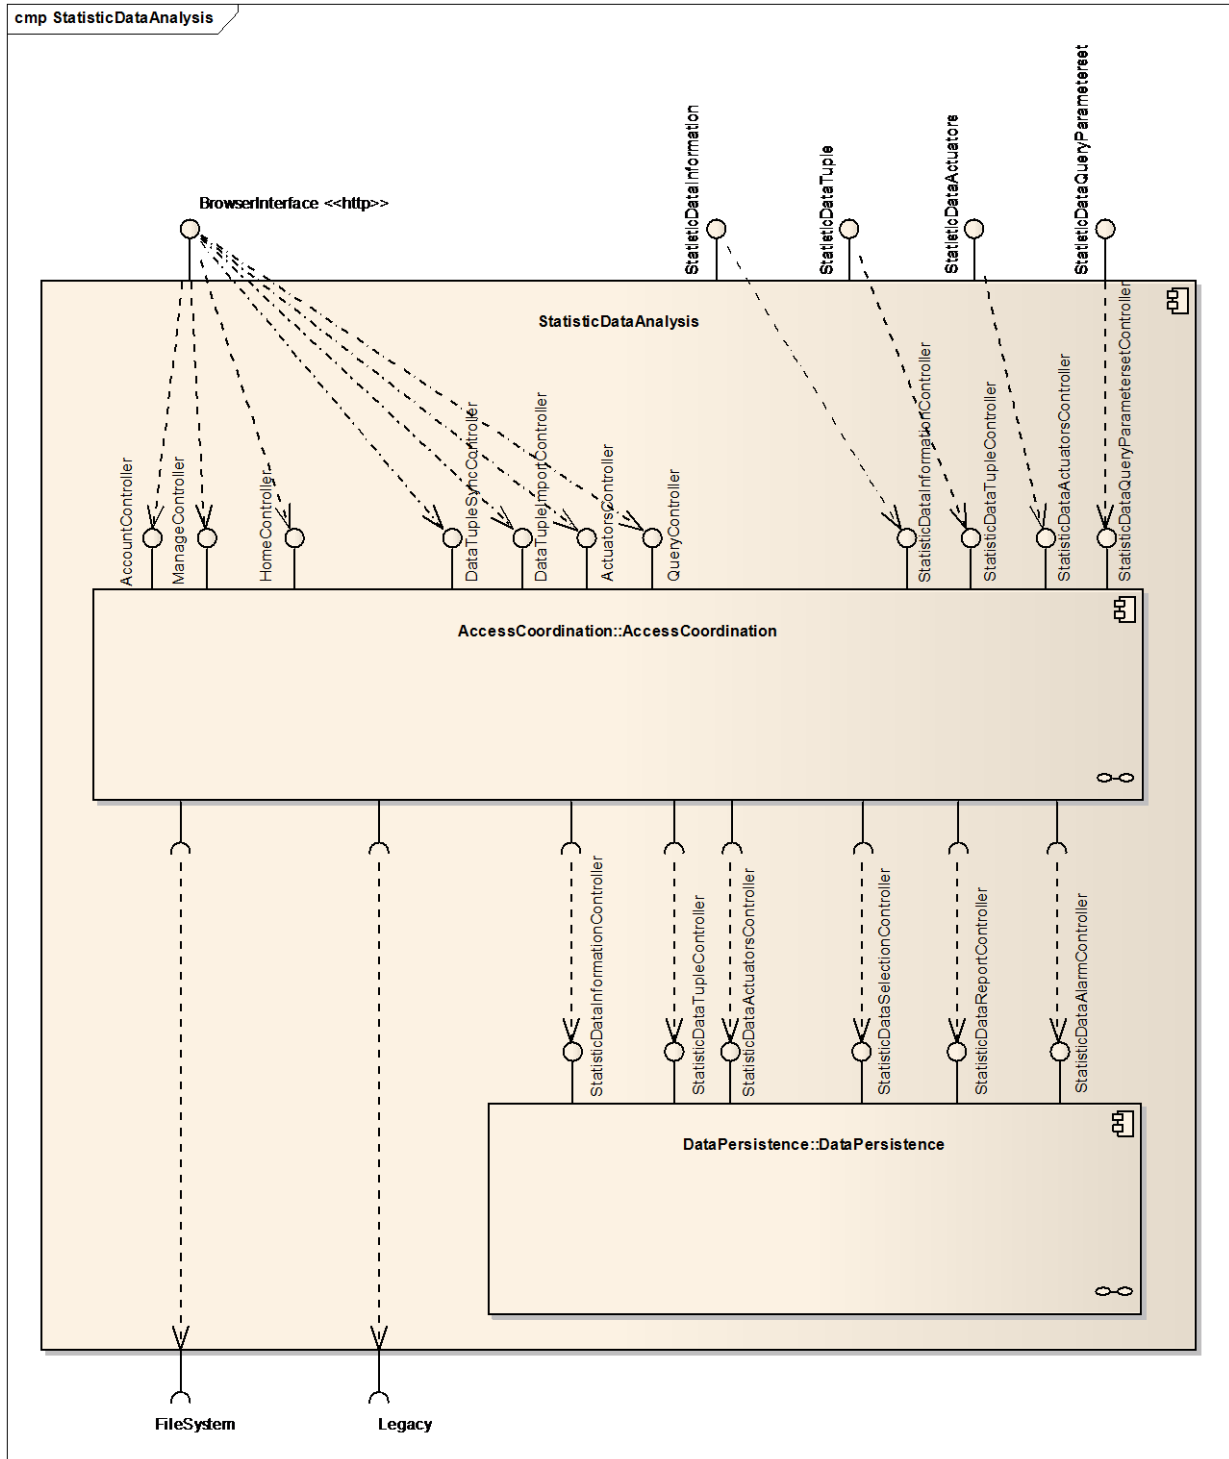 cmp StatisticDataAnalysis
StatisticDataInformation
StatisticDataTuple
StatisticDataActuators
StatisticDataQueryParameterset
BrowserInterface <<http>>
StatisticDataAnalysis
AccountController
ManageController
HomeController
DataTupleSyncController
DataTupleImportController
ActuatorsController
QueryController
StatisticDataInformationController
StatisticDataTupleController
StatisticDataActuatorsController
StatisticDataQueryParametersetController
AccessCoordination::AccessCoordination
StatisticDataInformationController
StatisticDataTupleController
StatisticDataActuatorsController
StatisticDataSelectionController
StatisticDataReportController
StatisticDataAlarmController
DataPersistence::DataPersistence
FileSystem
Legacy